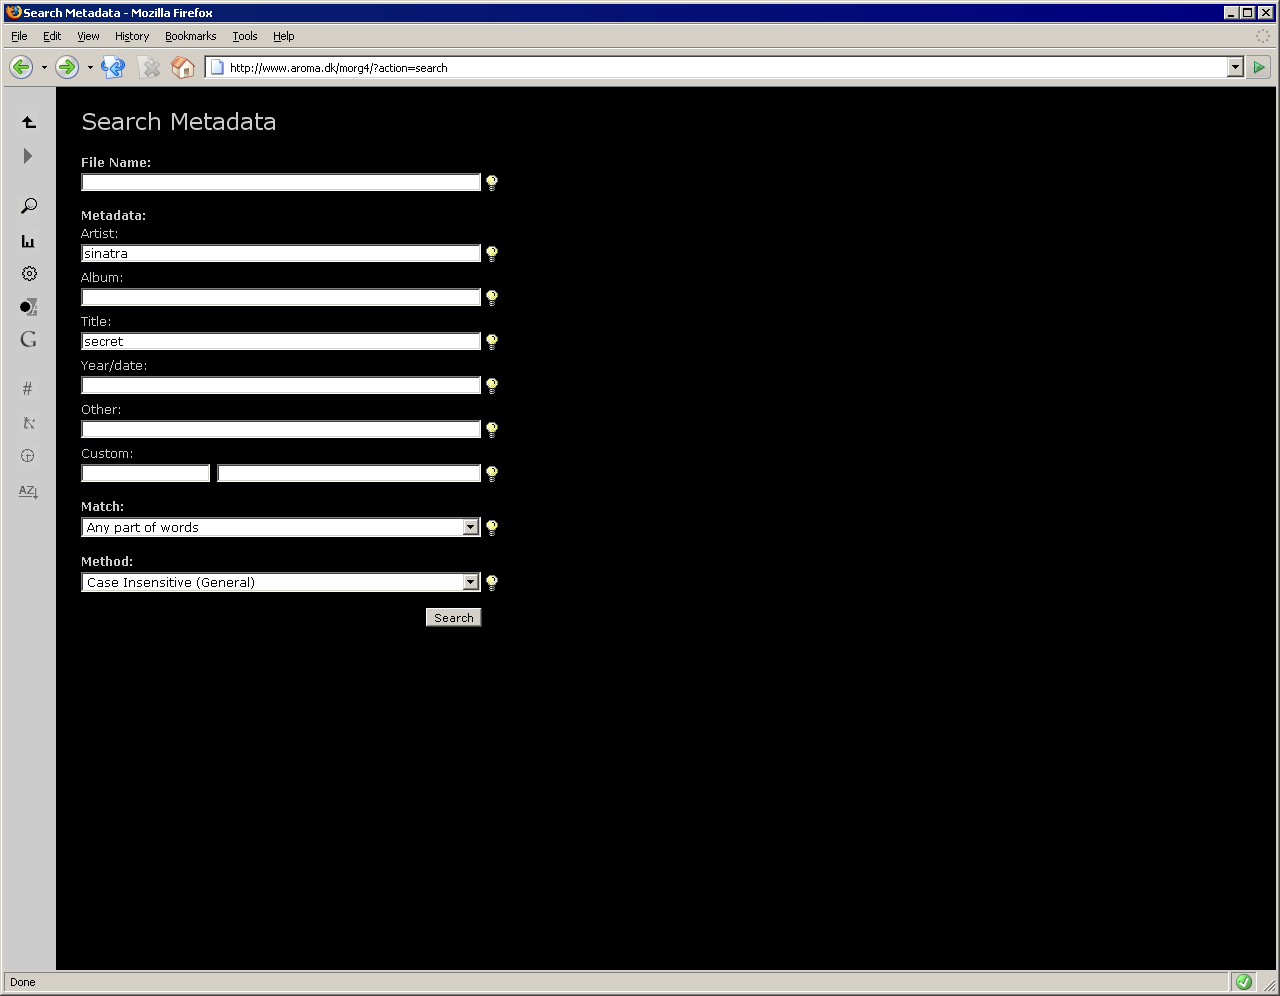 Search Metadata - Mozilla Firefox
File Edit View History Bookmarks Tools Help
http://www.aroma.dk/morg4/?action=search
Search Metadata
File Name:
Metadata:
Artist:
sinatra
Album:
Title:
secret
Year/date:
Other:
Custom:
Match:
Any part of words
Method:
Case Insensitive (General)
Search
G
#
AZ
Done